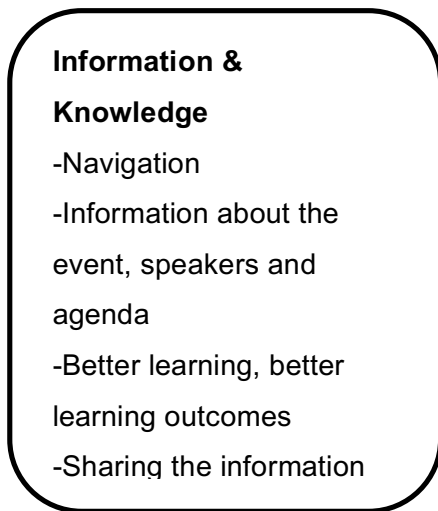 Information &
Knowledge
-Navigation
-Information about the
event, speakers and
agenda
-Better learning, better
learning outcomes
-Sharing the information